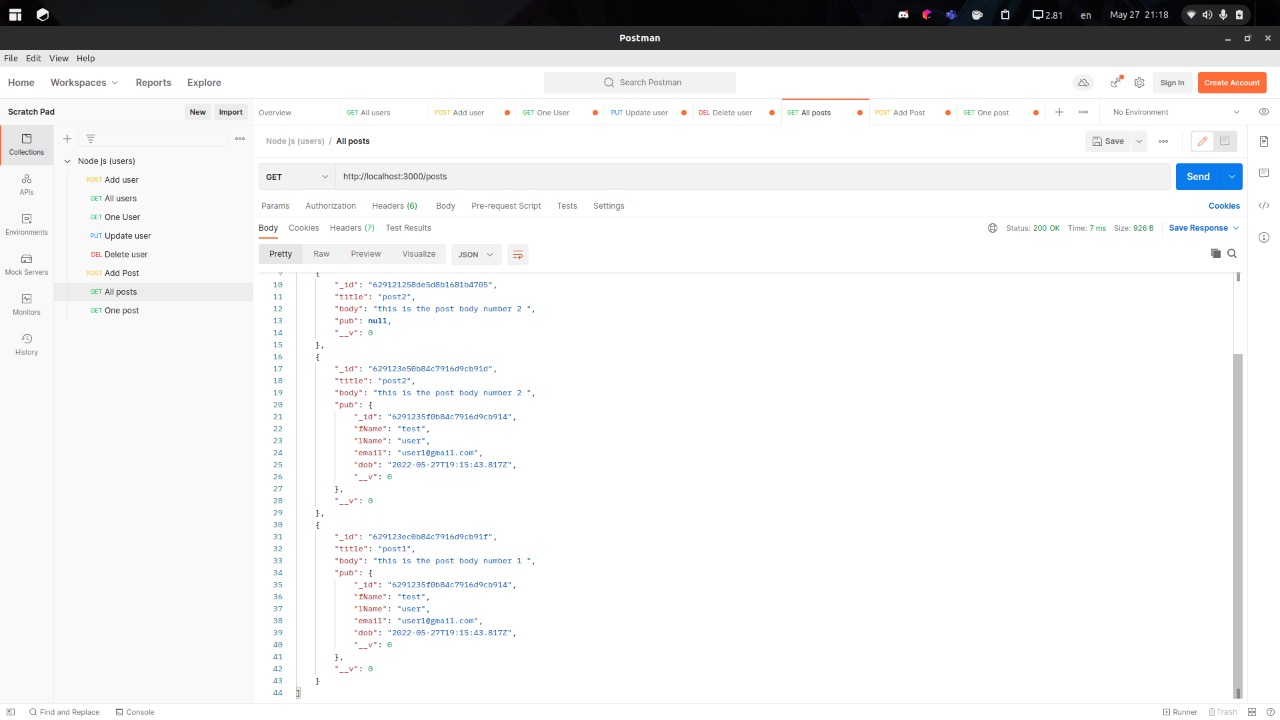 2.81 en May 27 21:18
Postman
File Edit View Help
Home Workspaces Reports Explore Search Postman Sign In Create Account
Scratch Pad New Import Overview GET All users POST Add user GET One User PUT Update user DEL Delete user GET All posts POST Add Post GET One post No Environment
Collections
APIs
Environments
Mock Servers
Monitors
History
Node js (users)
POST Add user
GET All users
GET One User
PUT Update user
DEL Delete user
POST Add Post
GET All posts
GET One post
Node js (users) / All posts Save
GET http://localhost:3000/posts Send
Params Authorization Headers (6) Body Pre-request Script Tests Settings Cookies
Body Cookies Headers (7) Test Results Status: 200 OK Time: 7 ms Size: 926 B Save Response
Pretty Raw Preview Visualize JSON
9 {
10 "_id": "629121258de5d8b1681b4705",
11 "title": "post2",
12 "body": "this is the post body number 2 ",
13 "pub": null,
14 "__v": 0
15 },
16 {
17 "_id": "629123e50b84c7916d9cb91d",
18 "title": "post2",
19 "body": "this is the post body number 2 ",
20 "pub": {
21 "_id": "6291235f0b84c7916d9cb914",
22 "fName": "test",
23 "lName": "user",
24 "email": "user1@gmail.com",
25 "dob": "2022-05-27T19:15:43.817Z",
26 "__v": 0
27 },
28 "__v": 0
29 },
30 {
31 "_id": "629123ec0b84c7916d9cb91f",
32 "title": "post1",
33 "body": "this is the post body number 1 ",
34 "pub": {
35 "_id": "6291235f0b84c7916d9cb914",
36 "fName": "test",
37 "lName": "user",
38 "email": "user1@gmail.com",
39 "dob": "2022-05-27T19:15:43.817Z",
40 "__v": 0
41 },
42 "__v": 0
43 }
44 ]
Find and Replace Console Runner Trash